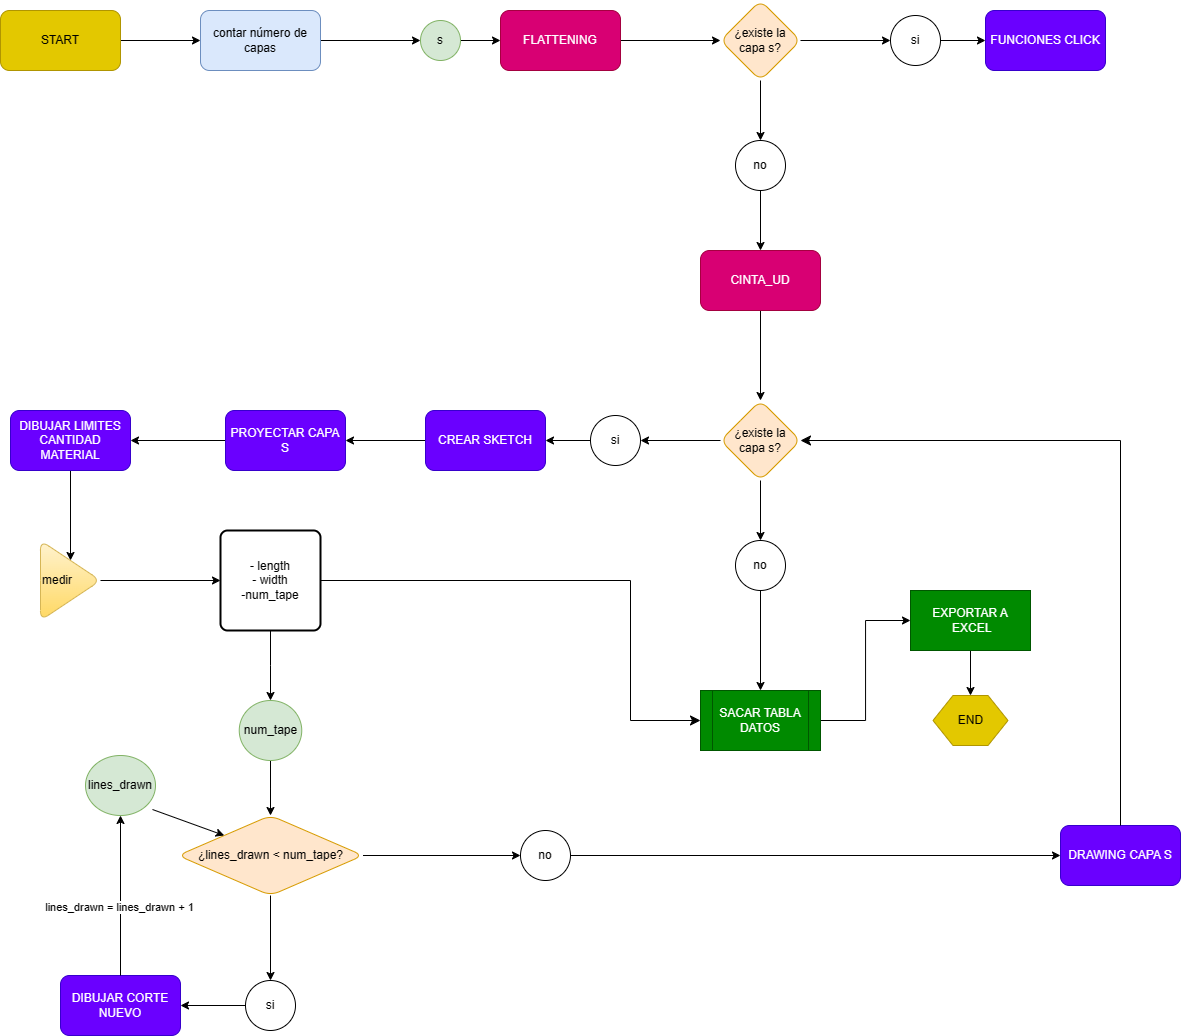 START
contar número de
capas
s
FLATTENING
¿existe la
capa s?
si
FUNCIONES CLICK
no
CINTA_UD
DIBUJAR LIMITES
CANTIDAD
MATERIAL
PROYECTAR CAPA
S
CREAR SKETCH
si
¿existe la
capa s?
medir
- length
- width
-num_tape
no
EXPORTAR A
EXCEL
SACAR TABLA
DATOS
END
num_tape
lines_drawn
¿lines_drawn < num_tape?
no
DRAWING CAPA S
lines_drawn = lines_drawn + 1
DIBUJAR CORTE
NUEVO
si